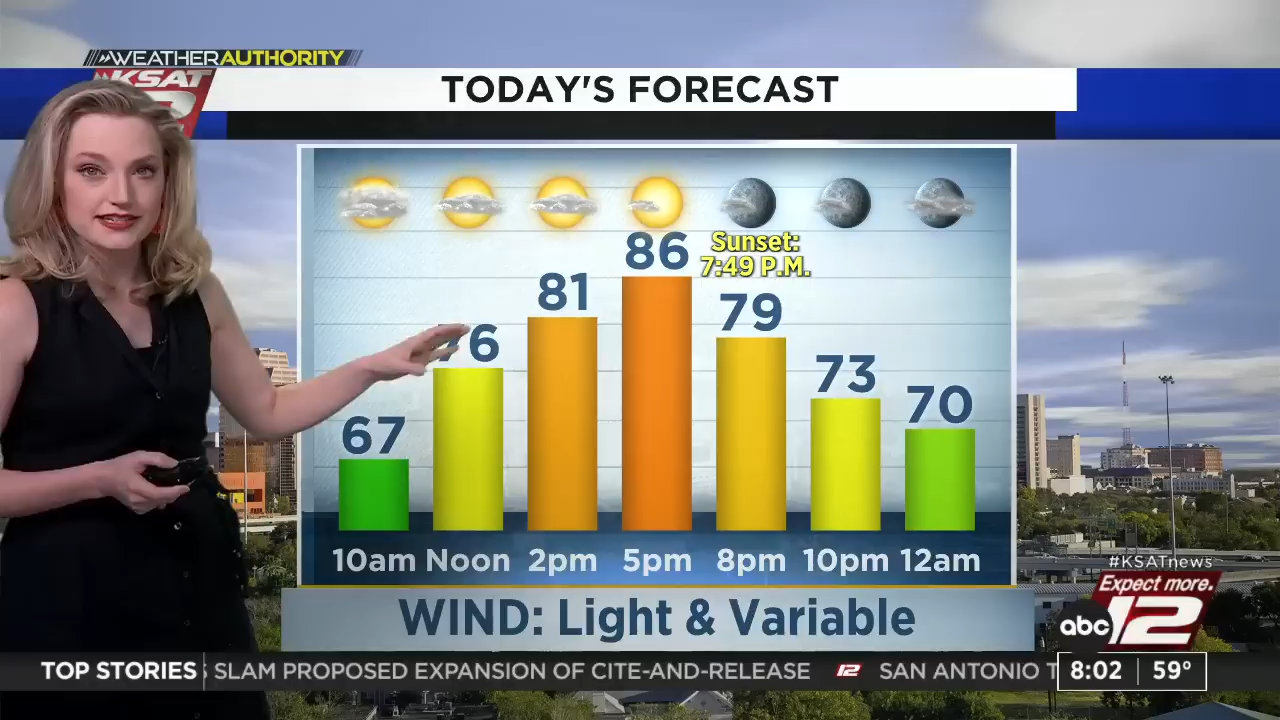 WEATHERAUTHORITY
KSAT
TODAY'S FORECAST
86
Sunset:
7:49 P.M.
81
79
76
73
70
67
10am Noon 2pm 5pm 8pm 10pm 12am
WIND: Light & Variable
#KSATnews
Expect more.
abc 12
TOP STORIES SLAM PROPOSED EXPANSION OF CITE-AND-RELEASE 12 SAN ANTONIO 8:02 59°